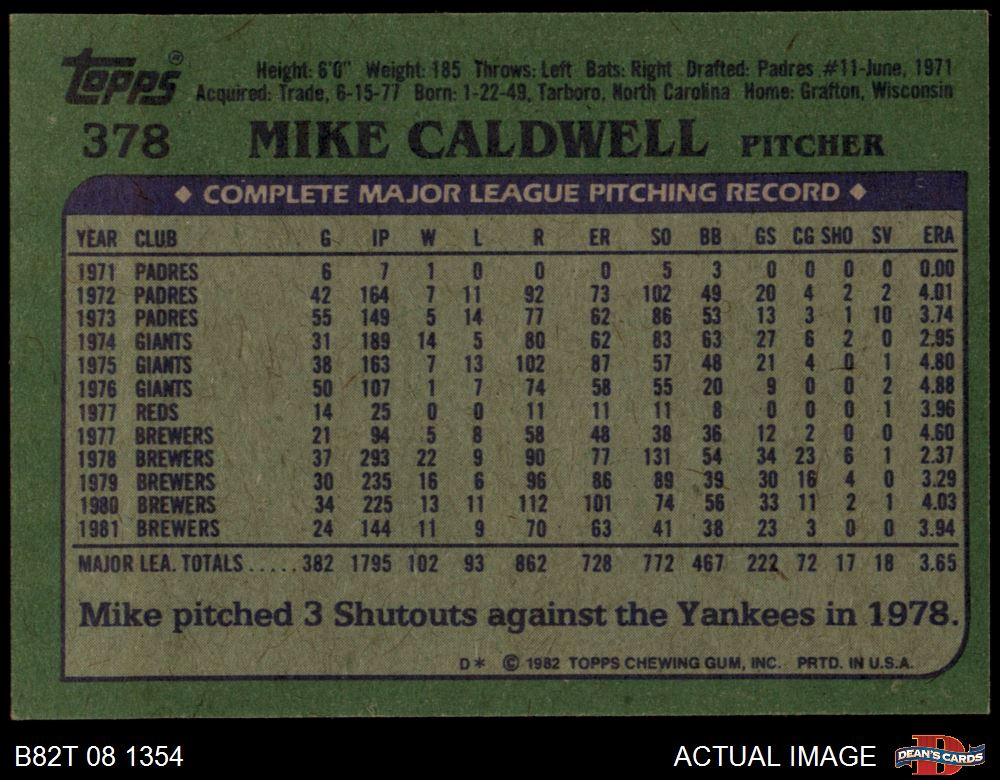 Topps®
Height: 6'0" Weight: 185 Throws: Left Bats: Right Drafted: Padres #11-June, 1971
Acquired: Trade, 6-15-77 Born: 1-22-49, Tarboro, North Carolina Home: Grafton, Wisconsin
378 MIKE CALDWELL PITCHER
◆ COMPLETE MAJOR LEAGUE PITCHING RECORD ◆
YEAR CLUB G IP W L R ER SO BB GS CG SHO SV ERA
1971 PADRES 6 7 1 0 0 0 5 3 0 0 0 0 0.00
1972 PADRES 42 164 7 11 92 73 102 49 20 4 2 2 4.01
1973 PADRES 55 149 5 14 77 62 86 53 13 3 1 10 3.74
1974 GIANTS 31 189 14 5 80 62 83 63 27 6 2 0 2.95
1975 GIANTS 38 163 7 13 102 87 57 48 21 4 0 1 4.80
1976 GIANTS 50 107 1 7 74 58 55 20 9 0 0 2 4.88
1977 REDS 14 25 0 0 11 11 11 8 0 0 0 1 3.96
1977 BREWERS 21 94 5 8 58 48 38 36 12 2 0 0 4.60
1978 BREWERS 37 293 22 9 90 77 131 54 34 23 6 1 2.37
1979 BREWERS 30 235 16 6 96 86 89 39 30 16 4 0 3.29
1980 BREWERS 34 225 13 11 112 101 74 56 33 11 2 1 4.03
1981 BREWERS 24 144 11 9 70 63 41 38 23 3 0 0 3.94
MAJOR LEA. TOTALS ..... 382 1795 102 93 862 728 772 467 222 72 17 18 3.65
Mike pitched 3 Shutouts against the Yankees in 1978.
D* © 1982 TOPPS CHEWING GUM, INC. PRTD. IN U.S.A.
B82T 08 1354 ACTUAL IMAGE DEAN'S CARDS